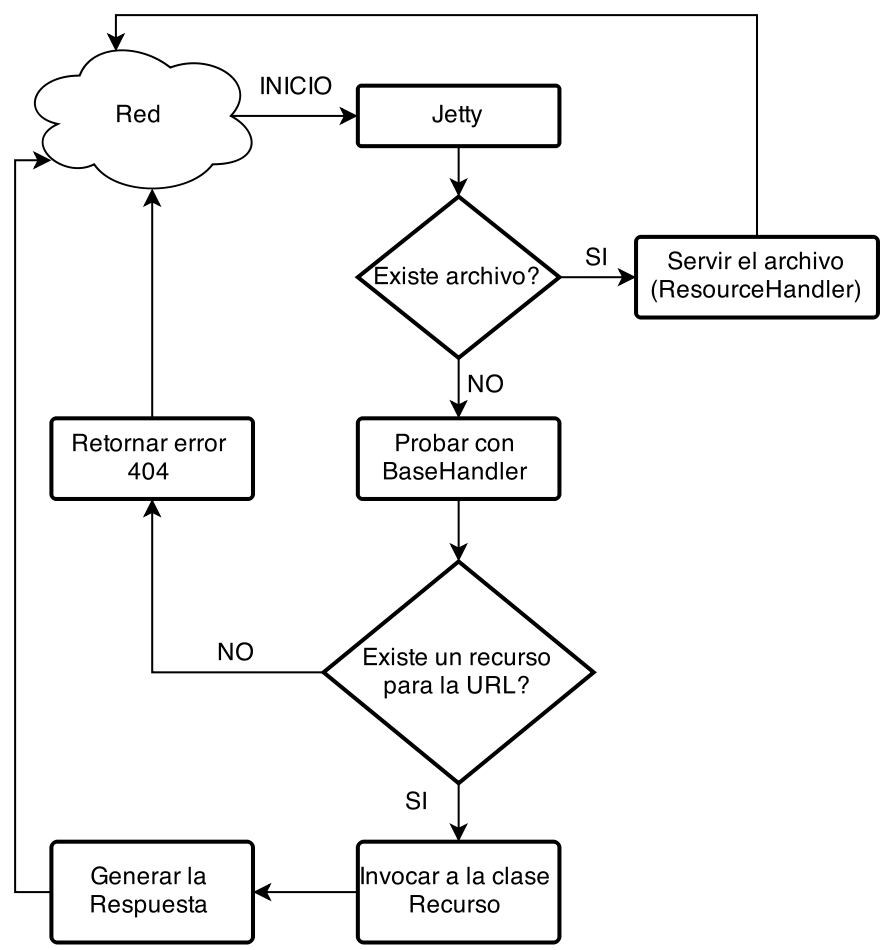 INICIO
Red
Jetty
Existe archivo?
SI
Servir el archivo
(ResourceHandler)
NO
Probar con
BaseHandler
Retornar error
404
Existe un recurso
para la URL?
NO
SI
Invocar a la clase
Recurso
Generar la
Respuesta